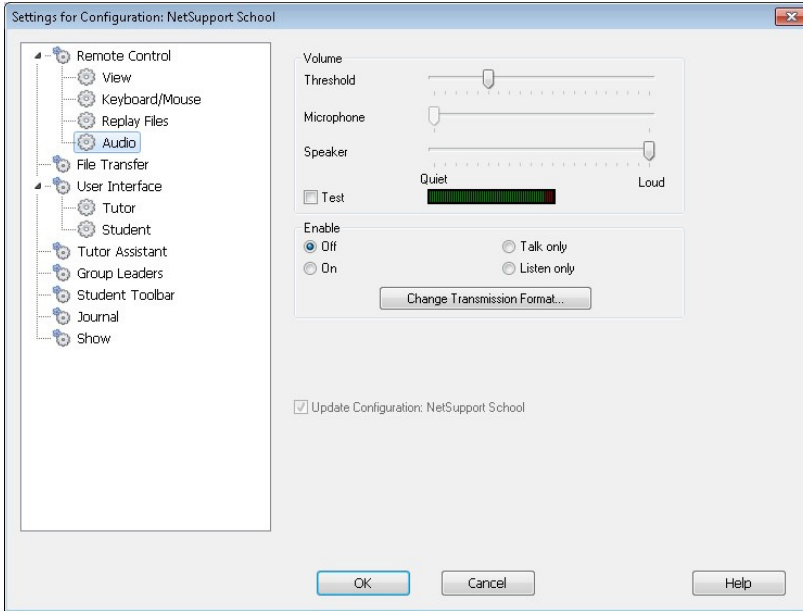 Settings for Configuration: NetSupport School
Remote Control
View
Keyboard/Mouse
Replay Files
Audio
File Transfer
User Interface
Tutor
Student
Tutor Assistant
Group Leaders
Student Toolbar
Journal
Show
Volume
Threshold
Microphone
Speaker
Quiet
Loud
Test
Enable
Off
Talk only
On
Listen only
Change Transmission Format...
Update Configuration: NetSupport School
OK
Cancel
Help